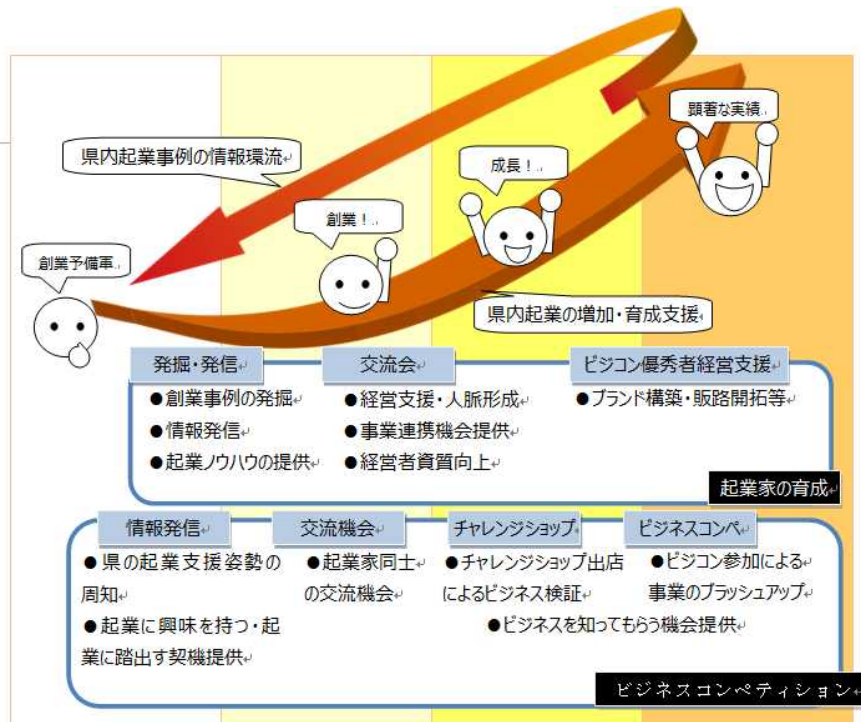 顕著な実績
県内起業事例の情報環流
成長!
創業!
創業予備軍
県内起業の増加・育成支援
発掘・発信
●創業事例の発掘
●情報発信
●起業ノウハウの提供
交流会
●経営支援・人脈形成
●事業連携機会提供
●経営者資質向上
ビジコン優秀者経営支援
●ブランド構築・販路開拓等
起業家の育成
情報発信
●県の起業支援姿勢の
周知
●起業に興味を持つ・起
業に踏出す契機提供
交流機会
●起業家同士
の交流機会
チャレンジショップ
●チャレンジショップ出店
によるビジネス検証
ビジネスコンペ
●ビジコン参加による
事業のブラッシュアップ
●ビジネスを知ってもらう機会提供
ビジネスコンペティション